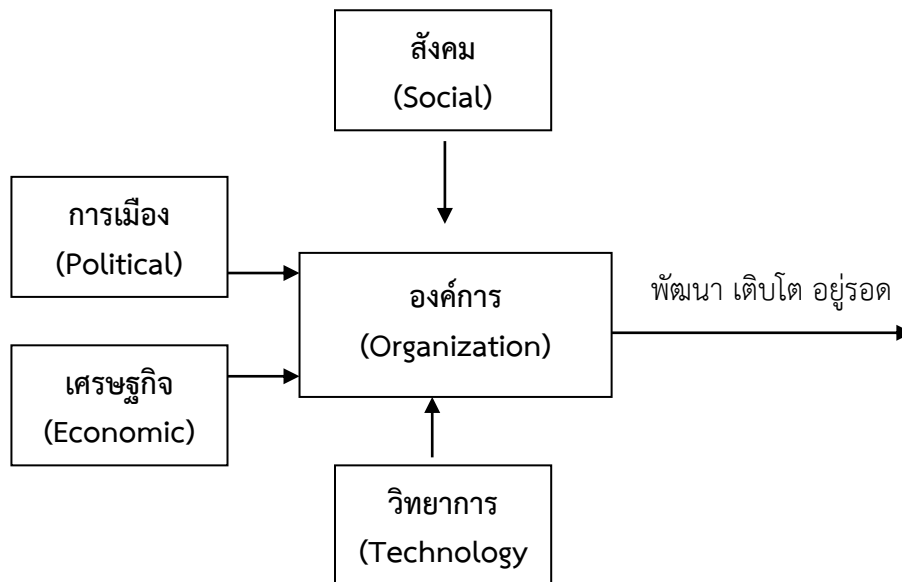 สังคม
(Social)
การเมือง
(Political)
องค์การ
(Organization)
พัฒนา เติบโต อยู่รอด
เศรษฐกิจ
(Economic)
วิทยาการ
(Technology